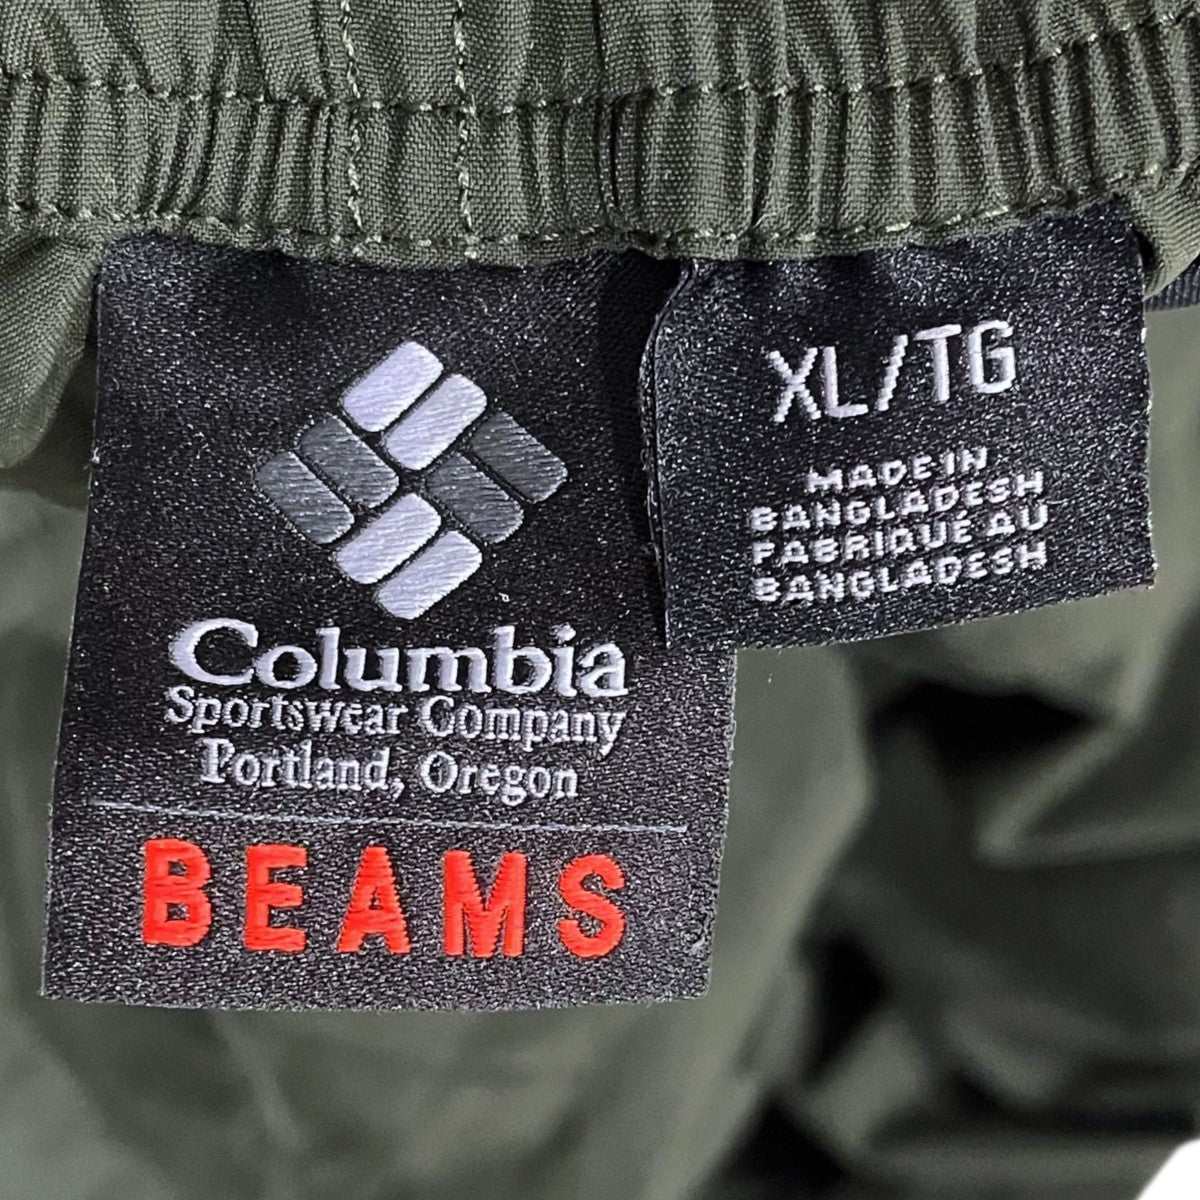 Columbia
Sportswear Company
Portland, Oregon
BEAMS
XL/TG
MADE IN
BANGLADESH
FABRIQUÉ AU
BANGLADESH